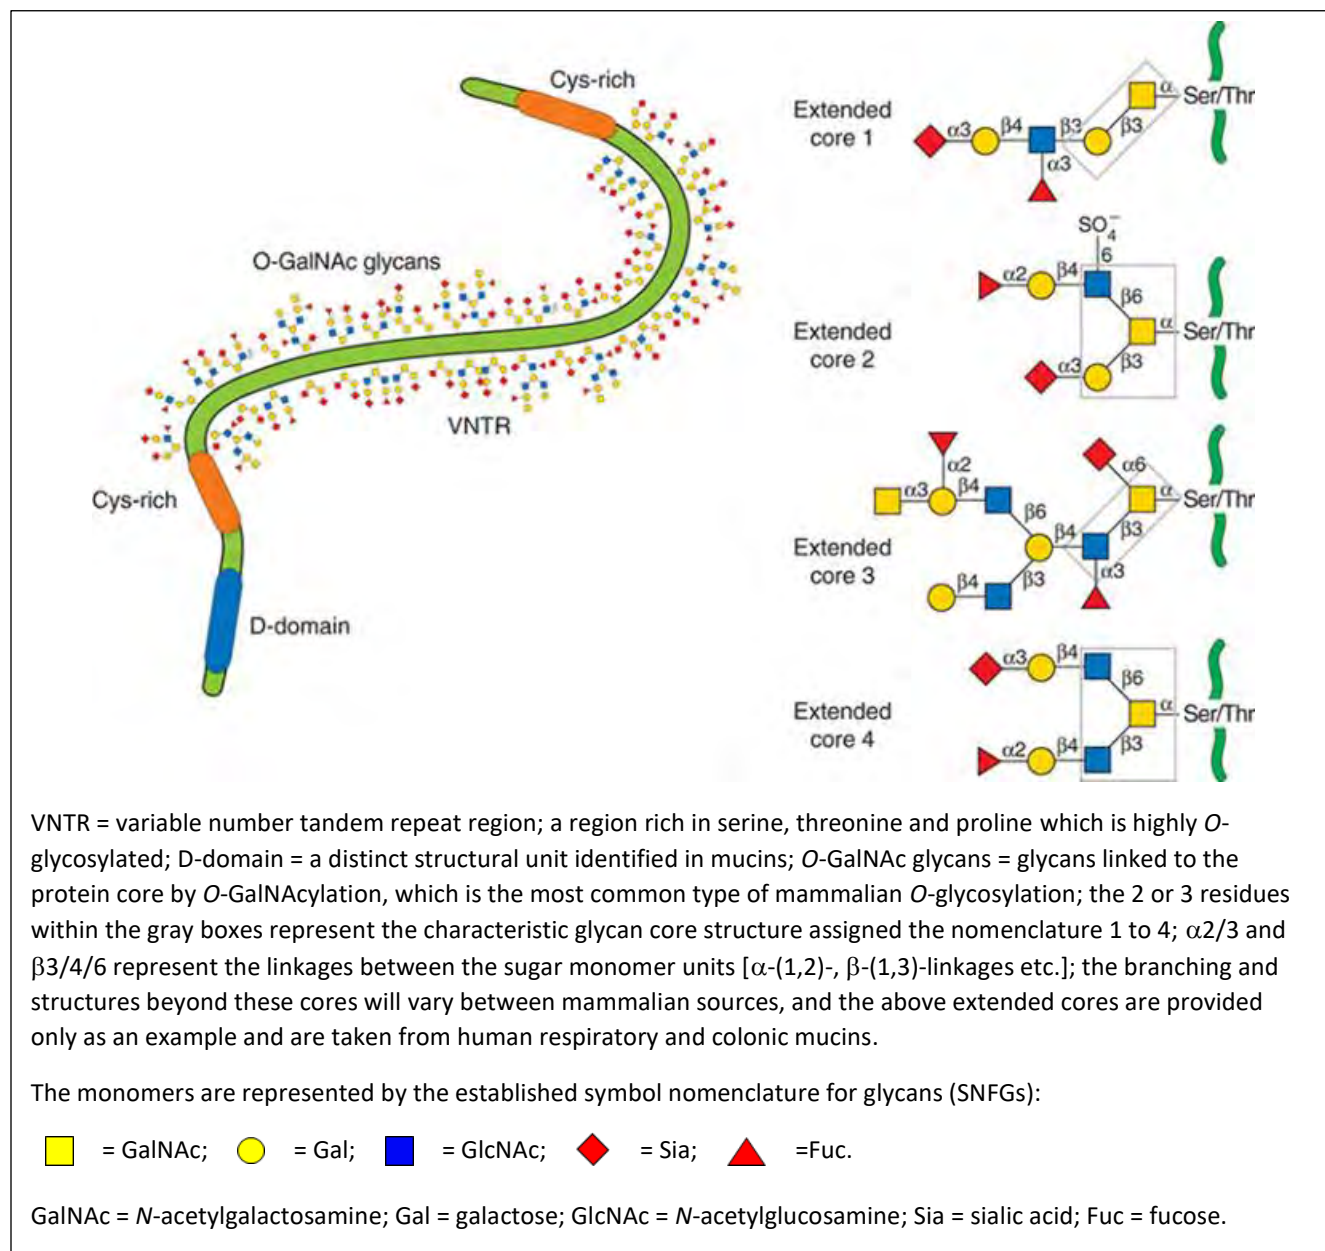 Cys-rich
O-GalNAc glycans
VNTR
Cys-rich
D-domain
Extended
core 1
α3 β4 β3 β3 α Ser/Thr
α3
Extended
core 2
SO4−
6
α2 β4 β6
α Ser/Thr
α3 β3
Extended
core 3
α2 α6
α3 β4 β6 β4 β3 α Ser/Thr
β4 β3 α3
Extended
core 4
α3 β4 β6
α Ser/Thr
α2 β4 β3
VNTR = variable number tandem repeat region; a region rich in serine, threonine and proline which is highly O-
glycosylated; D-domain = a distinct structural unit identified in mucins; O-GalNAc glycans = glycans linked to the
protein core by O-GalNAcylation, which is the most common type of mammalian O-glycosylation; the 2 or 3 residues
within the gray boxes represent the characteristic glycan core structure assigned the nomenclature 1 to 4; α2/3 and
β3/4/6 represent the linkages between the sugar monomer units [α-(1,2)-, β-(1,3)-linkages etc.]; the branching and
structures beyond these cores will vary between mammalian sources, and the above extended cores are provided
only as an example and are taken from human respiratory and colonic mucins.
The monomers are represented by the established symbol nomenclature for glycans (SNFGs):
= GalNAc; = Gal; = GlcNAc; = Sia; =Fuc.
GalNAc = N-acetylgalactosamine; Gal = galactose; GlcNAc = N-acetylglucosamine; Sia = sialic acid; Fuc = fucose.